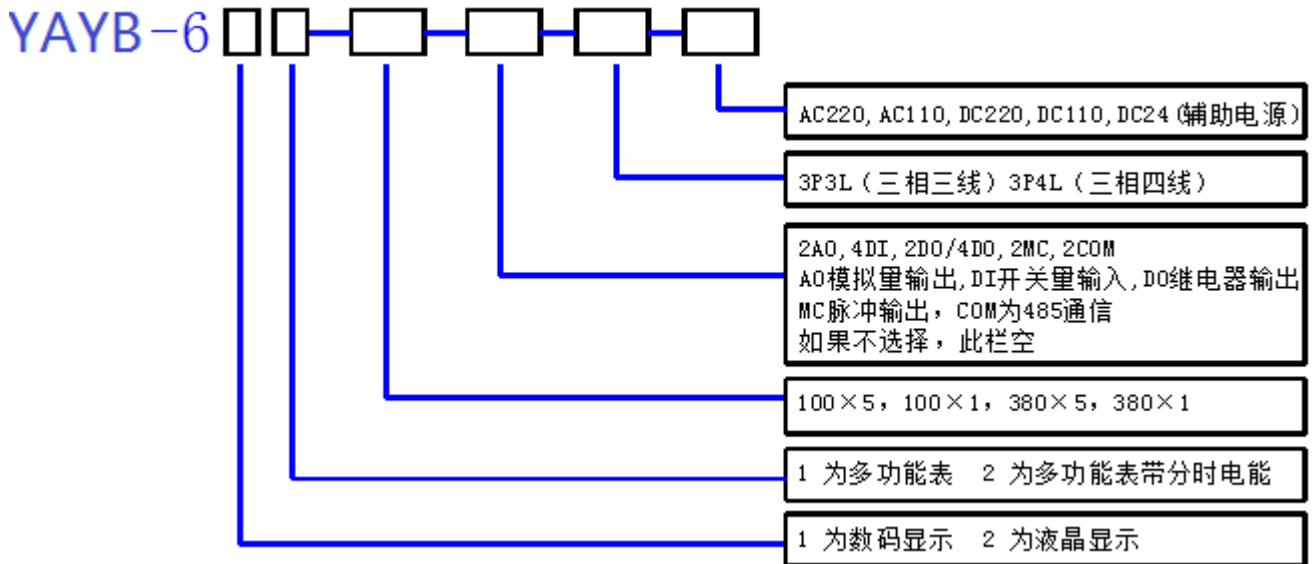 YAYB-6
AC220,AC110,DC220,DC110,DC24(辅助电源)
3P3L(三相三线)3P4L(三相四线)
2AO,4DI,2DO/4DO,2MC,2COM
AO模拟量输出,DI开关量输入,DO继电器输出
MC脉冲输出，COM为485通信
如果不选择，此栏空
100×5，100×1，380×5，380×1
1 为多功能表 2 为多功能表带分时电能
1 为数码显示 2 为液晶显示